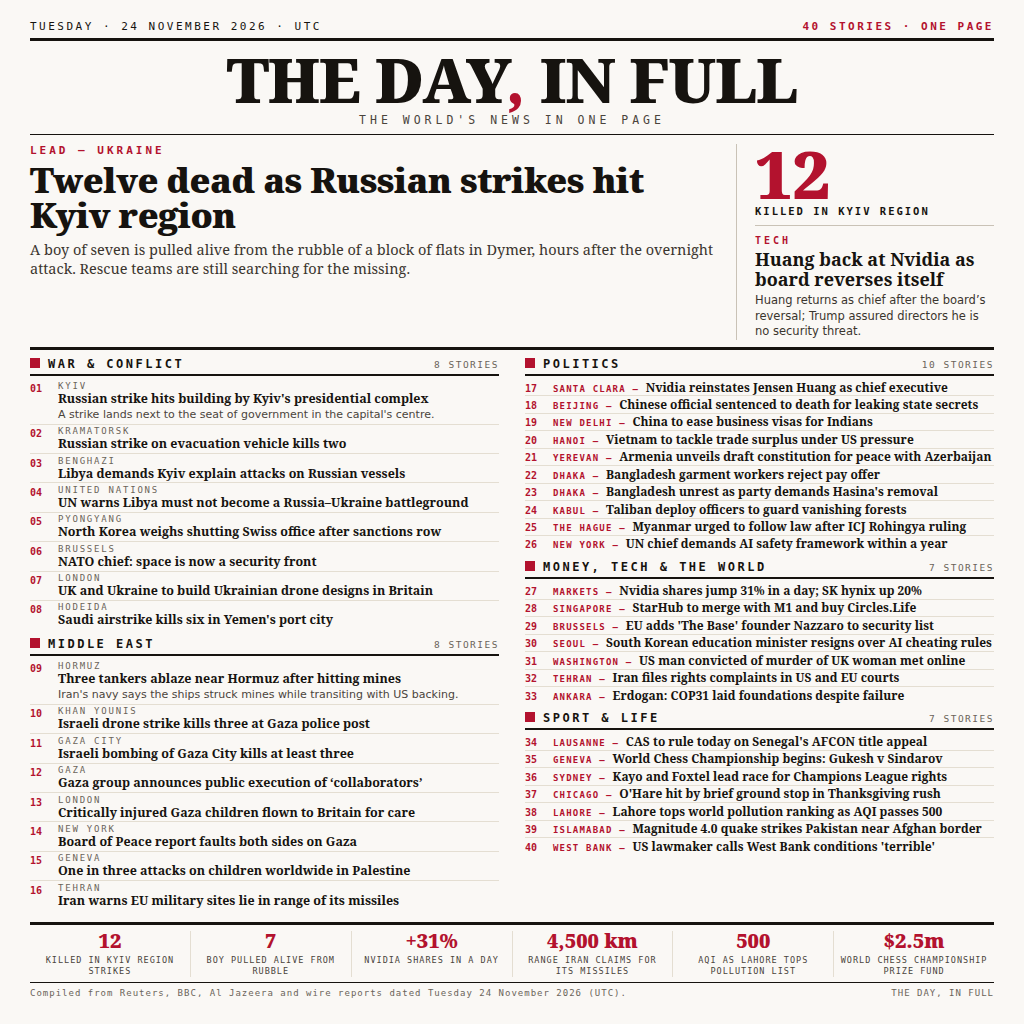 TUESDAY · 24 NOVEMBER 2026 · UTC
40 STORIES · ONE PAGE
THE DAY, IN FULL
THE WORLD'S NEWS IN ONE PAGE
LEAD — UKRAINE
Twelve dead as Russian strikes hit
Kyiv region
A boy of seven is pulled alive from the rubble of a block of flats in Dymer, hours after the overnight
attack. Rescue teams are still searching for the missing.
12
KILLED IN KYIV REGION
TECH
Huang back at Nvidia as
board reverses itself
Huang returns as chief after the board’s
reversal; Trump assured directors he is
no security threat.
WAR & CONFLICT
8 STORIES
01 KYIV
Russian strike hits building by Kyiv's presidential complex
A strike lands next to the seat of government in the capital's centre.
02 KRAMATORSK
Russian strike on evacuation vehicle kills two
03 BENGHAZI
Libya demands Kyiv explain attacks on Russian vessels
04 UNITED NATIONS
UN warns Libya must not become a Russia–Ukraine battleground
05 PYONGYANG
North Korea weighs shutting Swiss office after sanctions row
06 BRUSSELS
NATO chief: space is now a security front
07 LONDON
UK and Ukraine to build Ukrainian drone designs in Britain
08 HODEIDA
Saudi airstrike kills six in Yemen's port city
MIDDLE EAST
8 STORIES
09 HORMUZ
Three tankers ablaze near Hormuz after hitting mines
Iran's navy says the ships struck mines while transiting with US backing.
10 KHAN YOUNIS
Israeli drone strike kills three at Gaza police post
11 GAZA CITY
Israeli bombing of Gaza City kills at least three
12 GAZA
Gaza group announces public execution of ‘collaborators’
13 LONDON
Critically injured Gaza children flown to Britain for care
14 NEW YORK
Board of Peace report faults both sides on Gaza
15 GENEVA
One in three attacks on children worldwide in Palestine
16 TEHRAN
Iran warns EU military sites lie in range of its missiles
POLITICS
10 STORIES
17 SANTA CLARA — Nvidia reinstates Jensen Huang as chief executive
18 BEIJING — Chinese official sentenced to death for leaking state secrets
19 NEW DELHI — China to ease business visas for Indians
20 HANOI — Vietnam to tackle trade surplus under US pressure
21 YEREVAN — Armenia unveils draft constitution for peace with Azerbaijan
22 DHAKA — Bangladesh garment workers reject pay offer
23 DHAKA — Bangladesh unrest as party demands Hasina's removal
24 KABUL — Taliban deploy officers to guard vanishing forests
25 THE HAGUE — Myanmar urged to follow law after ICJ Rohingya ruling
26 NEW YORK — UN chief demands AI safety framework within a year
MONEY, TECH & THE WORLD
7 STORIES
27 MARKETS — Nvidia shares jump 31% in a day; SK hynix up 20%
28 SINGAPORE — StarHub to merge with M1 and buy Circles.Life
29 BRUSSELS — EU adds 'The Base' founder Nazzaro to security list
30 SEOUL — South Korean education minister resigns over AI cheating rules
31 WASHINGTON — US man convicted of murder of UK woman met online
32 TEHRAN — Iran files rights complaints in US and EU courts
33 ANKARA — Erdogan: COP31 laid foundations despite failure
SPORT & LIFE
7 STORIES
34 LAUSANNE — CAS to rule today on Senegal's AFCON title appeal
35 GENEVA — World Chess Championship begins: Gukesh v Sindarov
36 SYDNEY — Kayo and Foxtel lead race for Champions League rights
37 CHICAGO — O'Hare hit by brief ground stop in Thanksgiving rush
38 LAHORE — Lahore tops world pollution ranking as AQI passes 500
39 ISLAMABAD — Magnitude 4.0 quake strikes Pakistan near Afghan border
40 WEST BANK — US lawmaker calls West Bank conditions 'terrible'
12
KILLED IN KYIV REGION
STRIKES
7
BOY PULLED ALIVE FROM
RUBBLE
+31%
NVIDIA SHARES IN A DAY
4,500 km
RANGE IRAN CLAIMS FOR
ITS MISSILES
500
AQI AS LAHORE TOPS
POLLUTION LIST
$2.5m
WORLD CHESS CHAMPIONSHIP
PRIZE FUND
Compiled from Reuters, BBC, Al Jazeera and wire reports dated Tuesday 24 November 2026 (UTC).
THE DAY, IN FULL